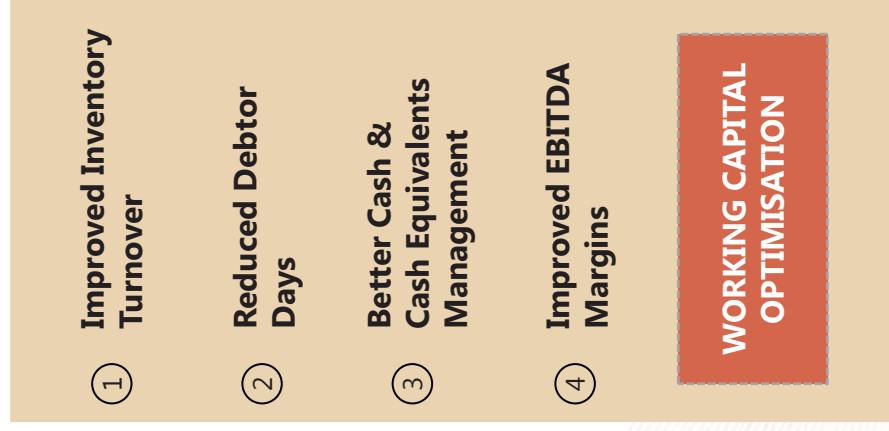 1
Improved Inventory
Turnover
2
Reduced Debtor
Days
3
Better Cash &
Cash Equivalents
Management
4
Improved EBITDA
Margins
WORKING CAPITAL
OPTIMISATION